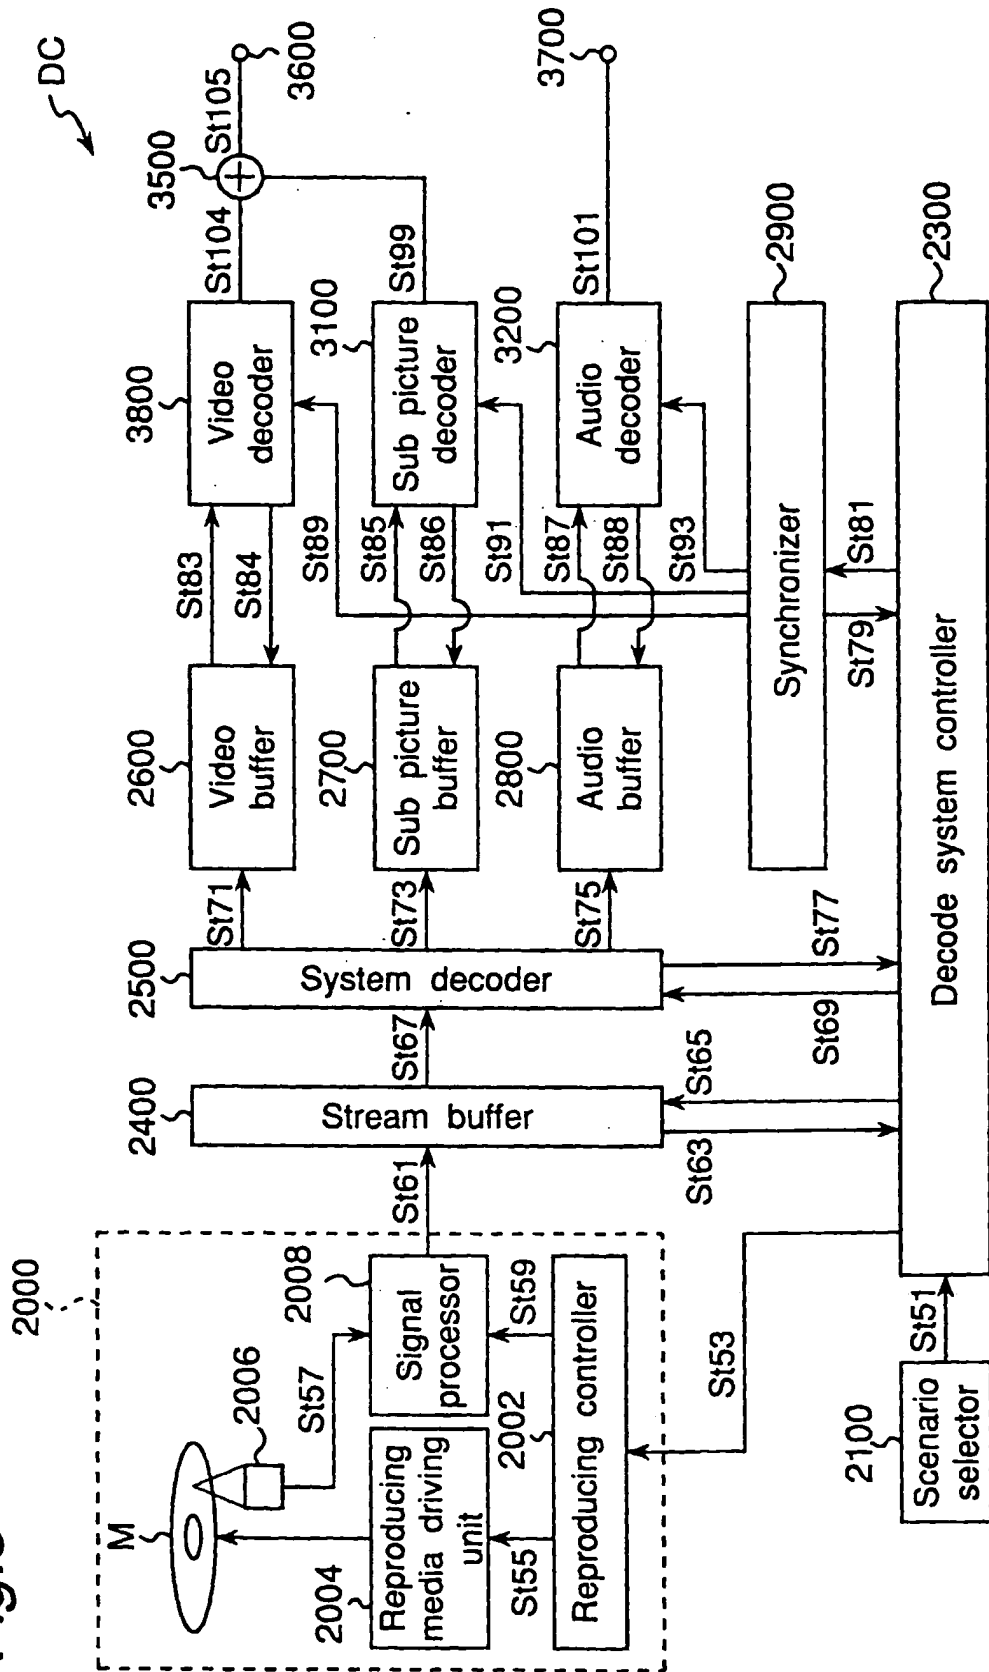 2000
M
2006
St57
2004
Reproducing
media driving
unit
2008
Signal
processor
St55
2002
St59
Reproducing controller
St53
2100
Scenario
selector
St51
St61
2400
Stream buffer
St63
St65
St67
2500
System decoder
St69
St77
St71
St73
St75
2600
Video
buffer
2700
Sub picture
buffer
2800
Audio
buffer
St83
St84
St89
St85
St86
St91
St87
St88
St93
3800
Video
decoder
3100
Sub picture
decoder
3200
Audio
decoder
Synchronizer
2900
St79
St81
Decode system controller
2300
St104
3500
St105
3600
St99
St101
3700
DC